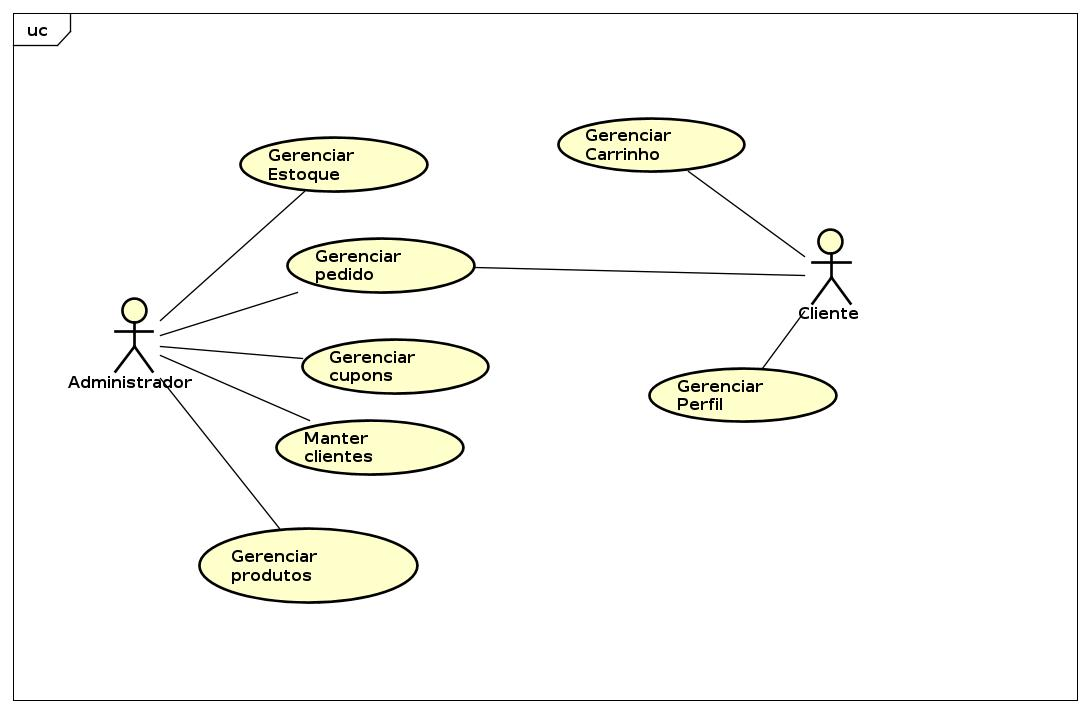 uc
Gerenciar
Estoque
Gerenciar
Carrinho
Gerenciar
pedido
Cliente
Administrador
Gerenciar
cupons
Gerenciar
Perfil
Manter
clientes
Gerenciar
produtos